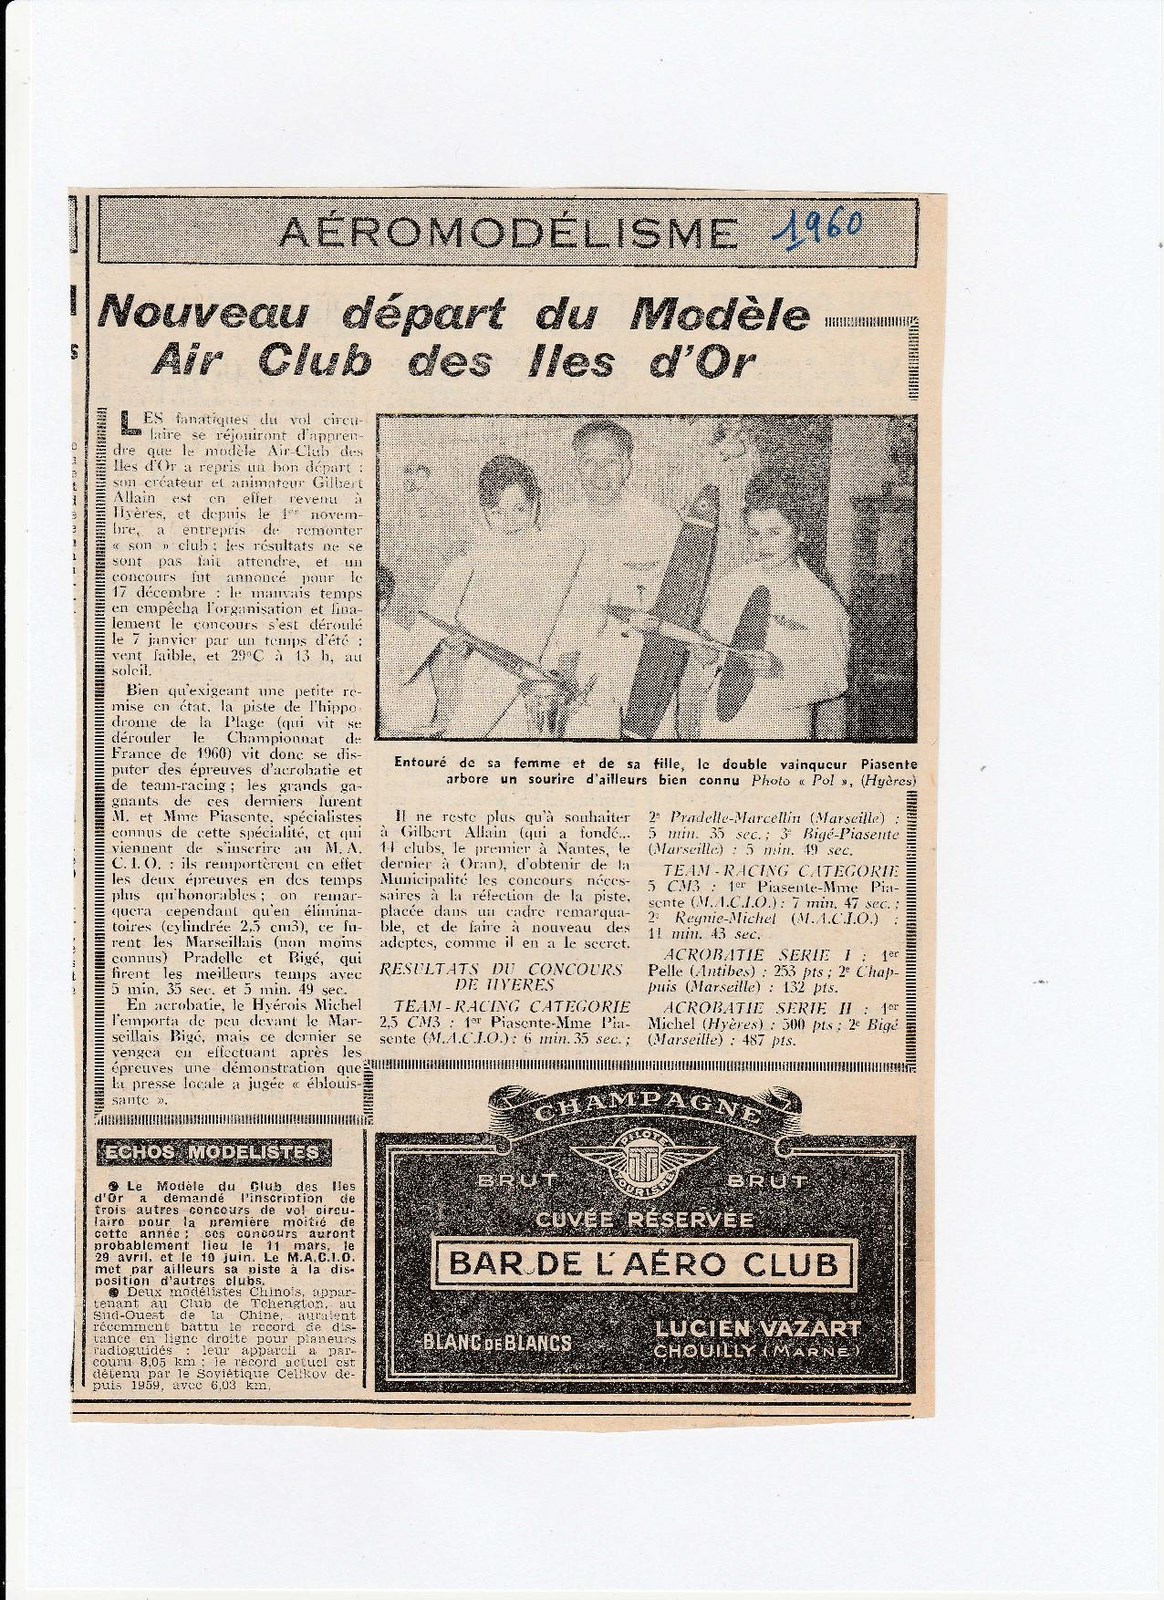 AÉROMODÉLISME 1960
Nouveau départ du Modèle
Air Club des Iles d'Or
LES fanatiques du vol circu-
laire se réjouiront d'appren-
dre que le modèle Air-Club des
Iles d'Or a repris un bon départ :
son créateur et animateur Gilbert
Allain est en effet revenu à
Hyères, et depuis le 1er novem-
bre, a entrepris de remonter
« son » club ; les résultats ne se
sont pas fait attendre, et un
concours fut annoncé pour le
17 décembre : le mauvais temps
en empêcha l'organisation et fina-
lement le concours s'est déroulé
le 7 janvier par un temps d'été :
vent faible, et 29°C à 13 h, au
soleil.
Bien qu'exigeant une petite re-
mise en état, la piste de l'hippo-
drome de la Plage (qui vit se
dérouler le Championnat de
France de 1960) vit donc se dis-
puter des épreuves d'acrobatie et
de team-racing ; les grands ga-
gnants de ces derniers furent
M. et Mme Piasente, spécialistes
connus de cette spécialité, et qui
viennent de s'inscrire au M.A.
C.I.O. : ils remportèrent en effet
les deux épreuves en des temps
plus qu'honorables ; on remar-
quera cependant qu'en élimina-
toires (cylindrée 2,5 cm3), ce fu-
rent les Marseillais (non moins
connus) Pradelle et Bigé, qui
firent les meilleurs temps avec
5 min. 35 sec. et 5 min. 49 sec.
En acrobatie, le Hyérois Michel
l'emporta de peu devant le Mar-
seillais Bigé, mais ce dernier se
vengea en effectuant après les
épreuves une démonstration que
la presse locale a jugée « éblouis-
sante ».
Entouré de sa femme et de sa fille, le double vainqueur Piasente
arbore un sourire d'ailleurs bien connu Photo « Pol », (Hyères)
Il ne reste plus qu'à souhaiter
à Gilbert Allain (qui a fondé...
14 clubs, le premier à Nantes, le
dernier à Oran), d'obtenir de la
Municipalité les concours néces-
saires à la réfection de la piste,
placée dans un cadre remarqua-
ble, et de faire à nouveau des
adeptes, comme il en a le secret.
RESULTATS DU CONCOURS
DE HYERES
TEAM-RACING CATEGORIE
2,5 CM3 : 1er Piasente-Mme Pia-
sente (M.A.C.I.O.) : 6 min. 35 sec. ;
2e Pradelle-Marcellin (Marseille) :
5 min. 35 sec. ; 3e Bigé-Piasente
(Marseille) : 5 min. 49 sec.
TEAM-RACING CATEGORIE
5 CM3 : 1er Piasente-Mme Pia-
sente (M.A.C.I.O.) : 7 min. 47 sec. ;
2e Regnie-Michel (M.A.C.I.O.) :
11 min. 43 sec.
ACROBATIE SERIE I : 1er
Pelle (Antibes) : 253 pts ; 2e Chap-
puis (Marseille) : 132 pts.
ACROBATIE SERIE II : 1er
Michel (Hyères) : 500 pts ; 2e Bigé
(Marseille) : 487 pts.
ECHOS MODELISTES
● Le Modèle du Club des Iles
d'Or a demandé l'inscription de
trois autres concours de vol circu-
laire pour la première moitié de
cette année ; ces concours auront
probablement lieu le 11 mars, le
29 avril, et le 10 juin. Le M.A.C.I.O.
met par ailleurs sa piste à la dis-
position d'autres clubs.
● Deux modélistes Chinois, appar-
tenant au Club de Tchengton, au
Sud-Ouest de la Chine, auraient
récemment battu le record de dis-
tance en ligne droite pour planeurs
radioguidés : leur appareil a par-
couru 8,05 km ; le record actuel est
détenu par le Soviétique Celikov de-
puis 1959, avec 6,03 km.
CHAMPAGNE
PILOTE
TOURISME
BRUT BRUT
CUVÉE RÉSERVÉE
BAR DE L'AÉRO CLUB
BLANC DE BLANCS
LUCIEN VAZART
CHOUILLY (MARNE)